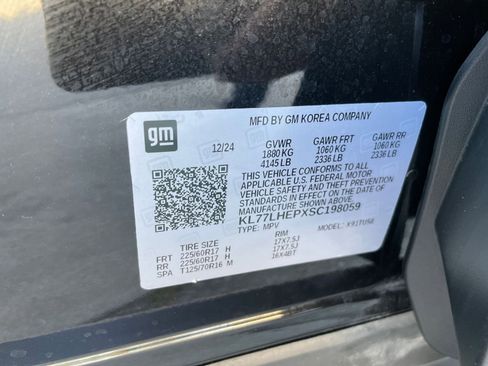 MFD BY GM KOREA COMPANY
gm
12/24 GVWR GAWR FRT GAWR RR
1880 KG 1060 KG 1060 KG
4145 LB 2336 LB 2336 LB
THIS VEHICLE CONFORMS TO ALL
APPLICABLE U.S. FEDERAL MOTOR
VEHICLE SAFETY AND THEFT PREVENTION
STANDARDS IN EFFECT ON THE DATE OF
MANUFACTURE SHOWN ABOVE.
KL77LHEPXSC198059
TYPE: MPV MODEL: K91TUS8
TIRE SIZE RIM
FRT 225/60R17 H 17X7.5J
RR 225/60R17 H 17X7.5J
SPA T125/70R16 M 16X4BT